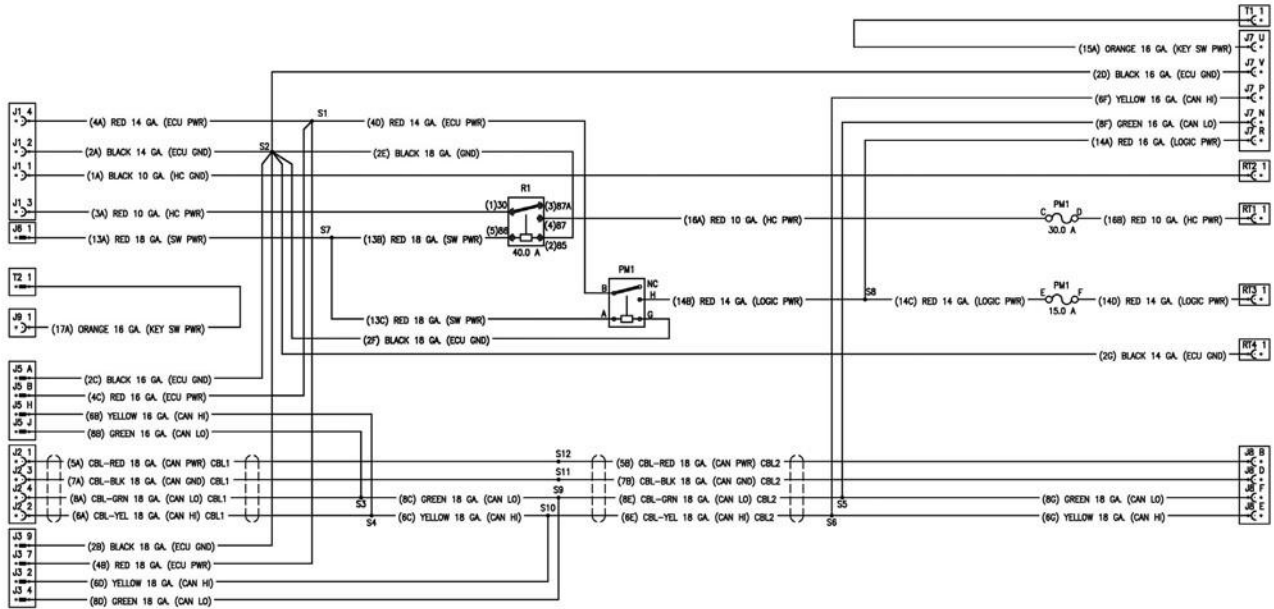 T1 1
J7 U
(15A) ORANGE 16 GA. (KEY SW PWR)
J7 V
(2D) BLACK 16 GA. (ECU GND)
J7 P
(6F) YELLOW 16 GA. (CAN HI)
J7 N
(8F) GREEN 16 GA. (CAN LO)
J7 R
(14A) RED 16 GA. (LOGIC PWR)
J1 4
(4A) RED 14 GA. (ECU PWR)
S1
(4D) RED 14 GA. (ECU PWR)
J1 2
(2A) BLACK 14 GA. (ECU GND)
S2
(2E) BLACK 18 GA. (GND)
J1 1
(1A) BLACK 10 GA. (HC GND)
RT2 1
R1
J1 3
(3A) RED 10 GA. (HC PWR)
(1)30
(3)87A
(4)87
(5)86
(2)85
40.0 A
(16A) RED 10 GA. (HC PWR)
PM1
C
D
30.0 A
(16B) RED 10 GA. (HC PWR)
RT1 1
J6 1
(13A) RED 18 GA. (SW PWR)
S7
(13B) RED 18 GA. (SW PWR)
T2 1
PM1
B
NC
H
A
G
(14B) RED 14 GA. (LOGIC PWR)
S8
(14C) RED 14 GA. (LOGIC PWR)
PM1
E
F
15.0 A
(14D) RED 14 GA. (LOGIC PWR)
RT3 1
J9 1
(17A) ORANGE 16 GA. (KEY SW PWR)
(13C) RED 18 GA. (SW PWR)
(2F) BLACK 18 GA. (ECU GND)
(2G) BLACK 14 GA. (ECU GND)
RT4 1
J5 A
(2C) BLACK 16 GA. (ECU GND)
J5 B
(4C) RED 16 GA. (ECU PWR)
J5 H
(6B) YELLOW 16 GA. (CAN HI)
J5 J
(8B) GREEN 16 GA. (CAN LO)
J2 1
(5A) CBL-RED 18 GA. (CAN PWR) CBL1
S12
(5B) CBL-RED 18 GA. (CAN PWR) CBL2
J8 B
J2 3
(7A) CBL-BLK 18 GA. (CAN GND) CBL1
S11
(7B) CBL-BLK 18 GA. (CAN GND) CBL2
J8 D
J2 4
(8A) CBL-GRN 18 GA. (CAN LO) CBL1
S3
(8C) GREEN 18 GA. (CAN LO)
S9
(8E) CBL-GRN 18 GA. (CAN LO) CBL2
S5
(8G) GREEN 18 GA. (CAN LO)
J8 F
J2 2
(6A) CBL-YEL 18 GA. (CAN HI) CBL1
S4
(6C) YELLOW 18 GA. (CAN HI)
S10
(6E) CBL-YEL 18 GA. (CAN HI) CBL2
S6
(6G) YELLOW 18 GA. (CAN HI)
J8 E
J3 9
(2B) BLACK 18 GA. (ECU GND)
J3 7
(4B) RED 18 GA. (ECU PWR)
J3 2
(6D) YELLOW 18 GA. (CAN HI)
J3 4
(8D) GREEN 18 GA. (CAN LO)